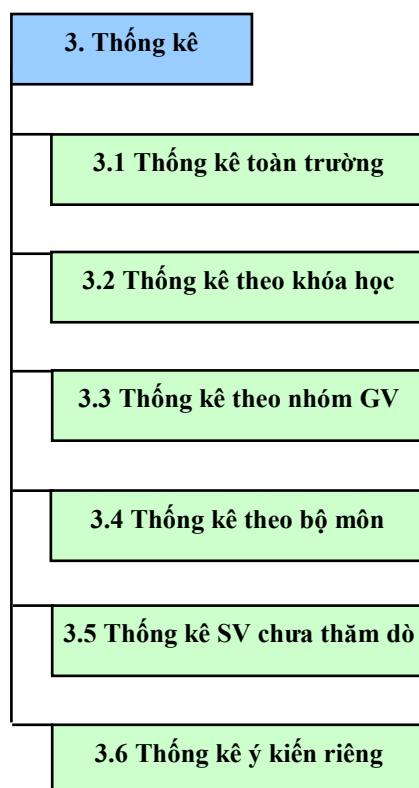 3. Thống kê
3.1 Thống kê toàn trường
3.2 Thống kê theo khóa học
3.3 Thống kê theo nhóm GV
3.4 Thống kê theo bộ môn
3.5 Thống kê SV chưa thăm dò
3.6 Thống kê ý kiến riêng